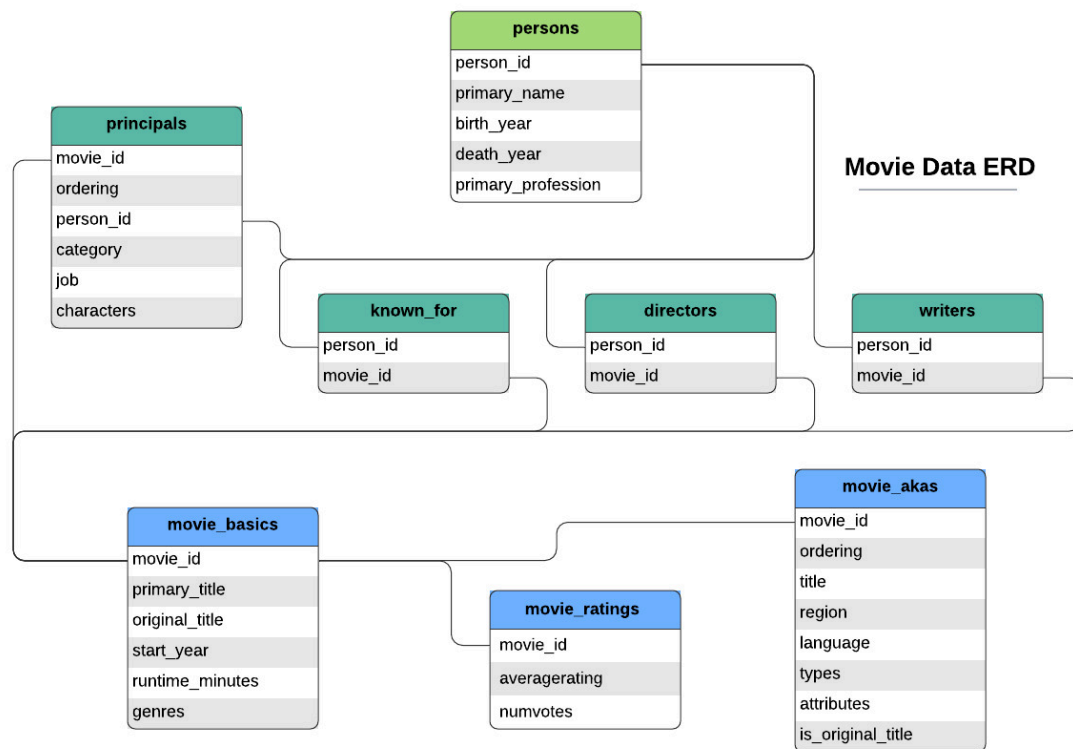 persons
person_id
primary_name
birth_year
death_year
primary_profession
principals
movie_id
ordering
person_id
category
job
characters
Movie Data ERD
known_for
person_id
movie_id
directors
person_id
movie_id
writers
person_id
movie_id
movie_basics
movie_id
primary_title
original_title
start_year
runtime_minutes
genres
movie_ratings
movie_id
averagerating
numvotes
movie_akas
movie_id
ordering
title
region
language
types
attributes
is_original_title